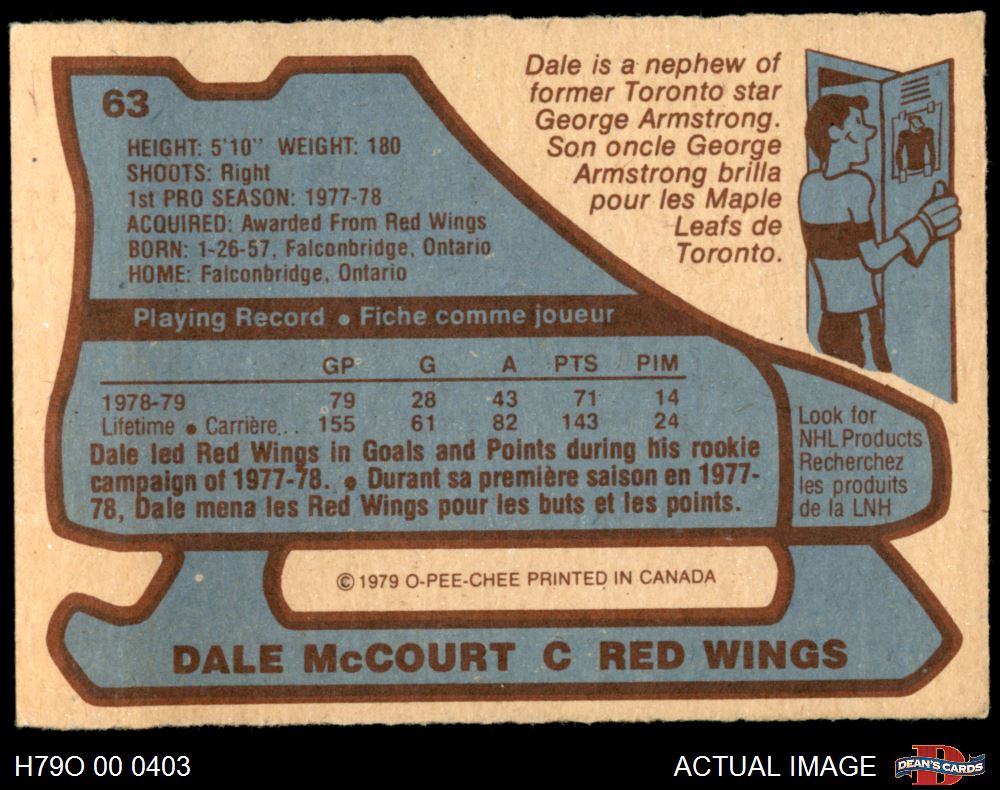 63
HEIGHT: 5'10" WEIGHT: 180
SHOOTS: Right
1st PRO SEASON: 1977-78
ACQUIRED: Awarded From Red Wings
BORN: 1-26-57, Falconbridge, Ontario
HOME: Falconbridge, Ontario
Dale is a nephew of
former Toronto star
George Armstrong.
Son oncle George
Armstrong brilla
pour les Maple
Leafs de
Toronto.
Playing Record • Fiche comme joueur
GP G A PTS PIM
1978-79 79 28 43 71 14
Lifetime • Carrière... 155 61 82 143 24
Dale led Red Wings in Goals and Points during his rookie
campaign of 1977-78. • Durant sa première saison en 1977-
78, Dale mena les Red Wings pour les buts et les points.
Look for
NHL Products
Recherchez
les produits
de la LNH
© 1979 O-PEE-CHEE PRINTED IN CANADA
DALE McCOURT C RED WINGS
H79O 00 0403
ACTUAL IMAGE
DEAN'S CARDS